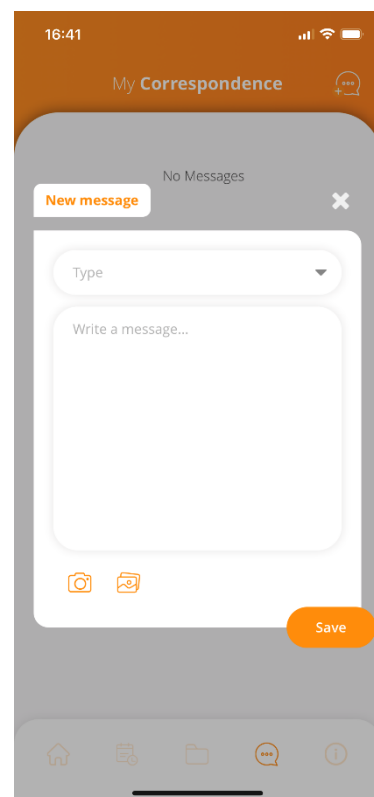 16:41
My Correspondence
No Messages
New message
Type
Write a message...
Save